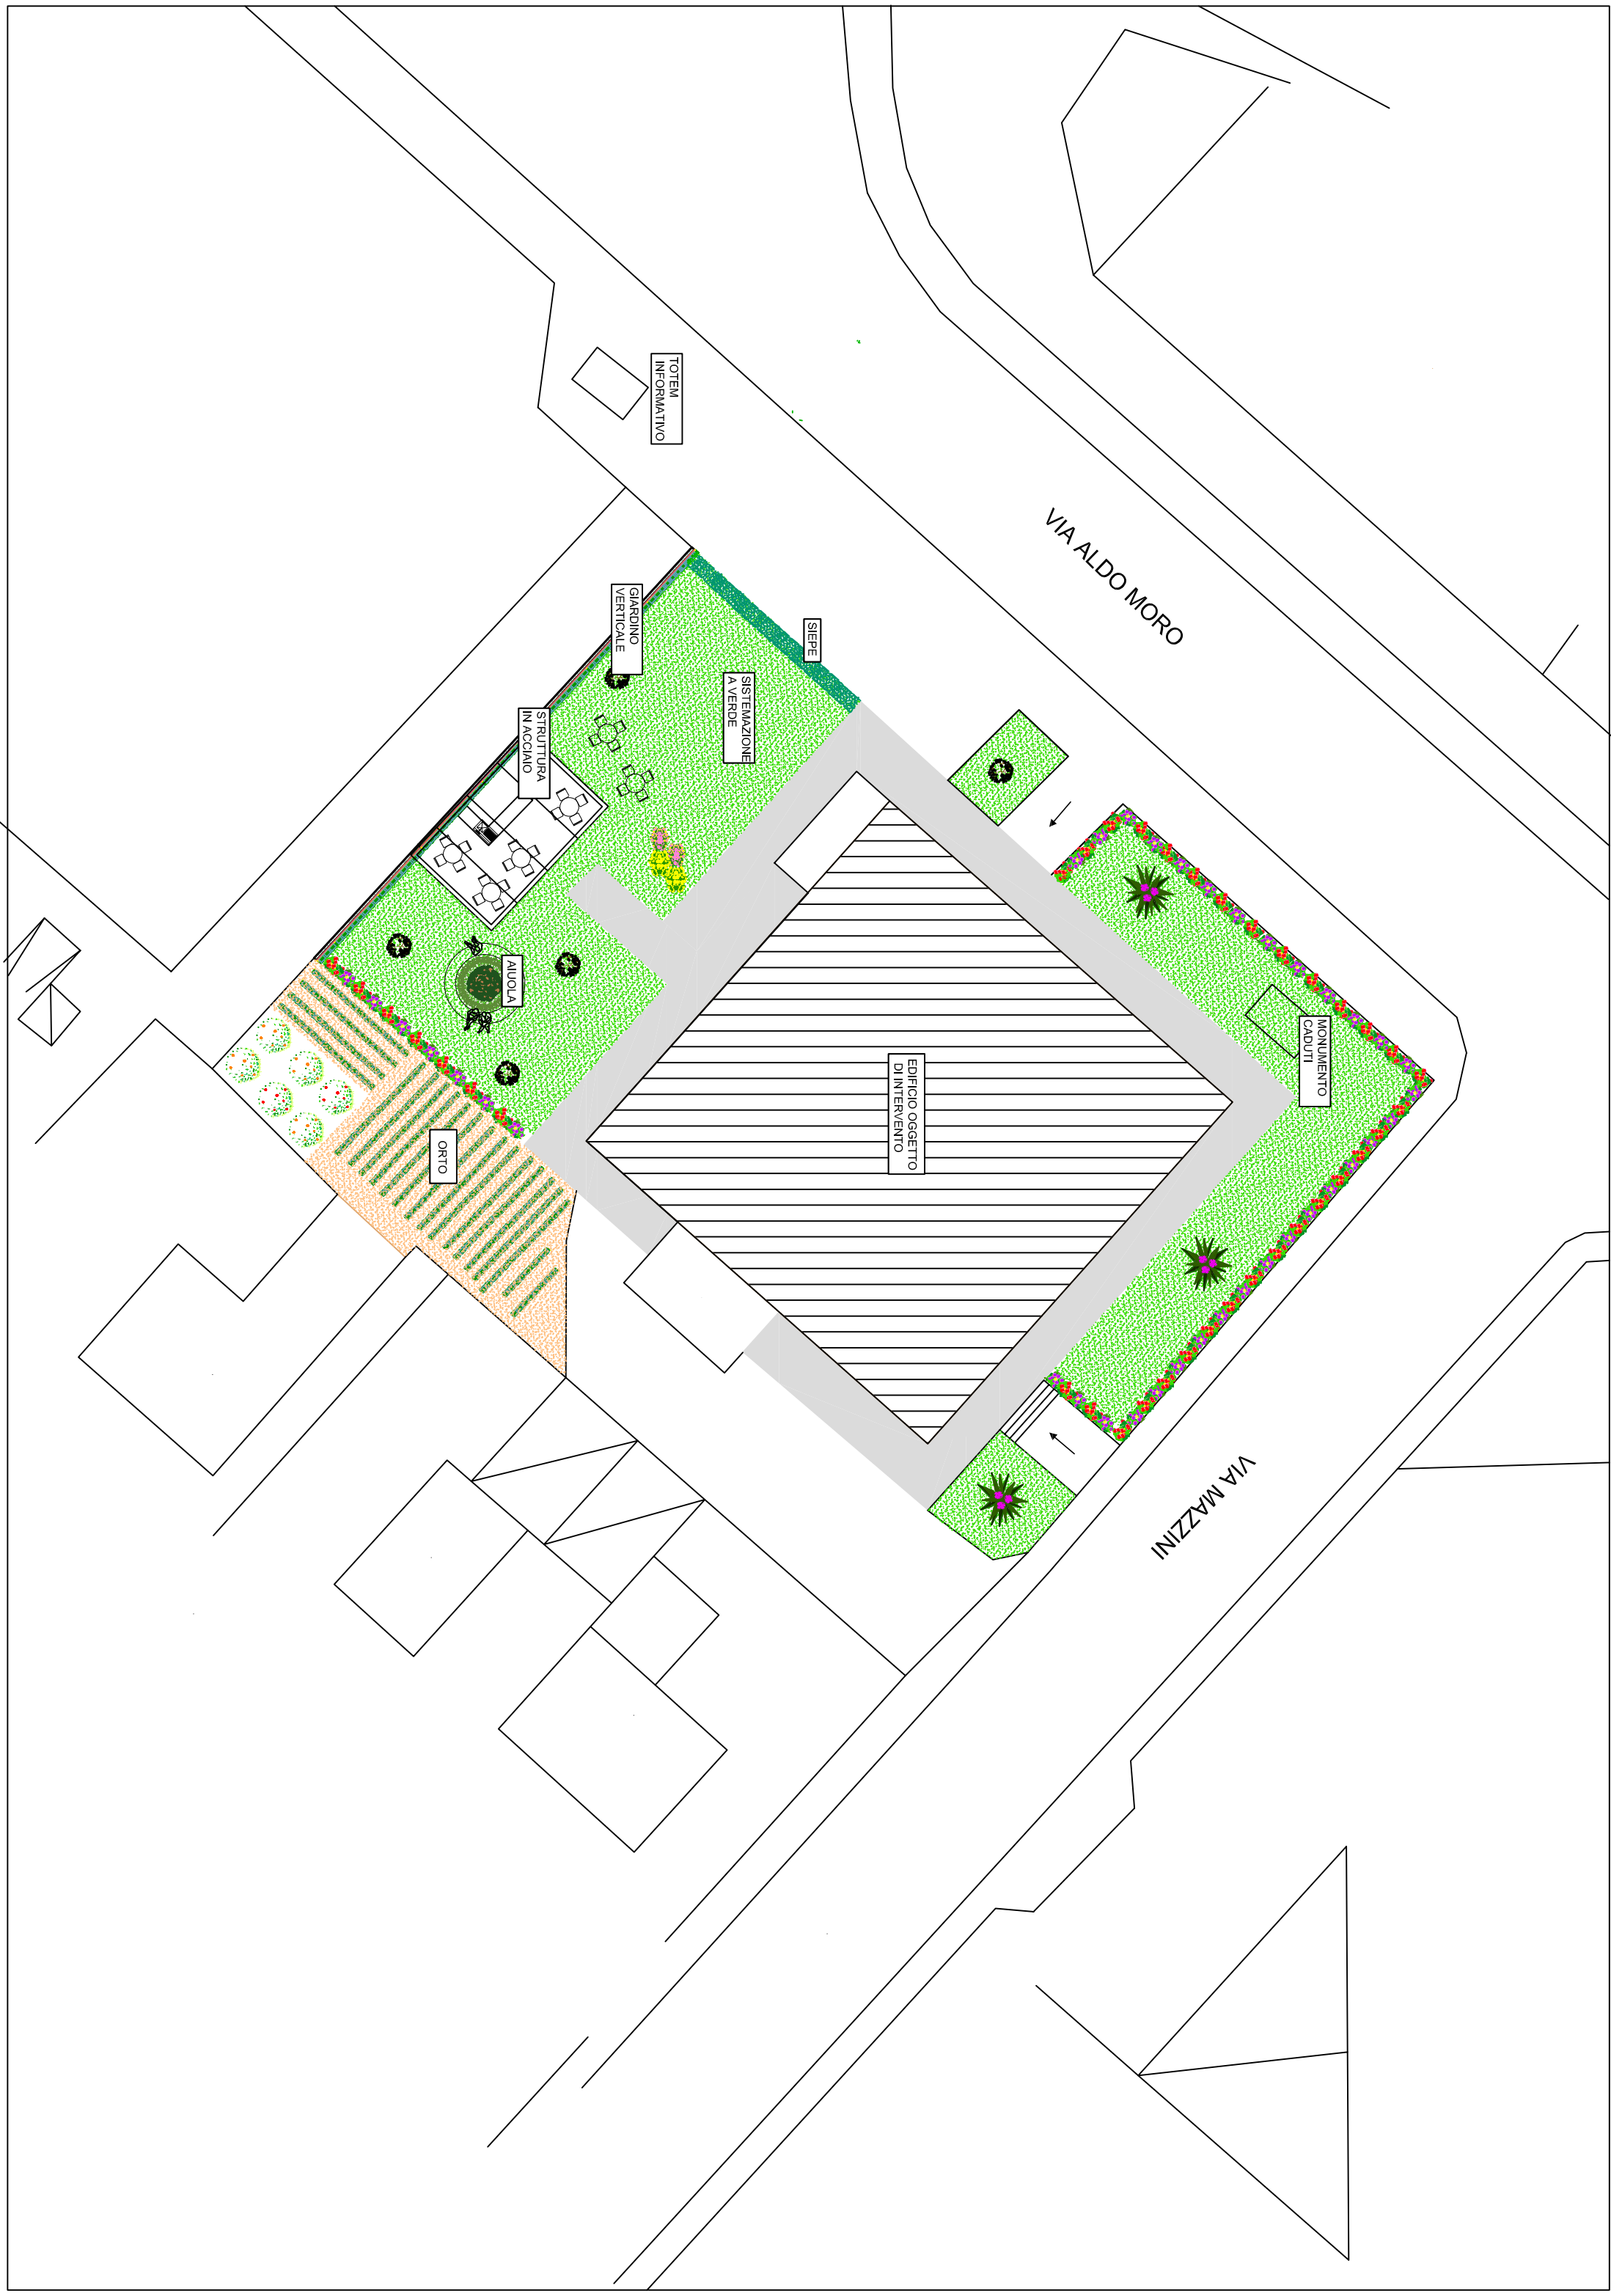 TOTEM
INFORMATIVO
VIA ALDO MORO
GIARDINO
VERTICALE
SIEPE
SISTEMAZIONE
A VERDE
STRUTTURA
IN ACCIAIO
AIUOLA
MONUMENTO
CADUTI
EDIFICIO OGGETTO
DI INTERVENTO
ORTO
VIA MAZZINI